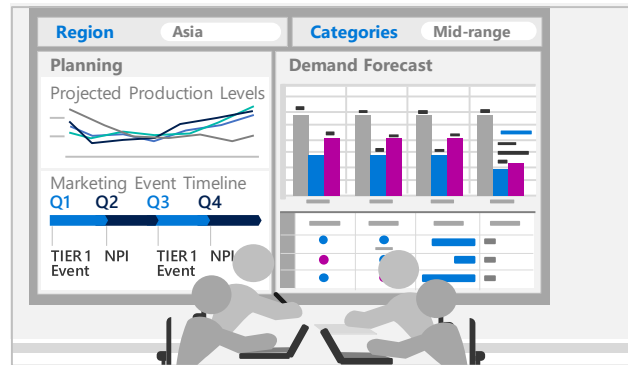 Region Asia
Categories Mid-range
Planning
Projected Production Levels
Marketing Event Timeline
Q1 Q2 Q3 Q4
TIER 1 NPI TIER 1 NPI
Event Event
Demand Forecast